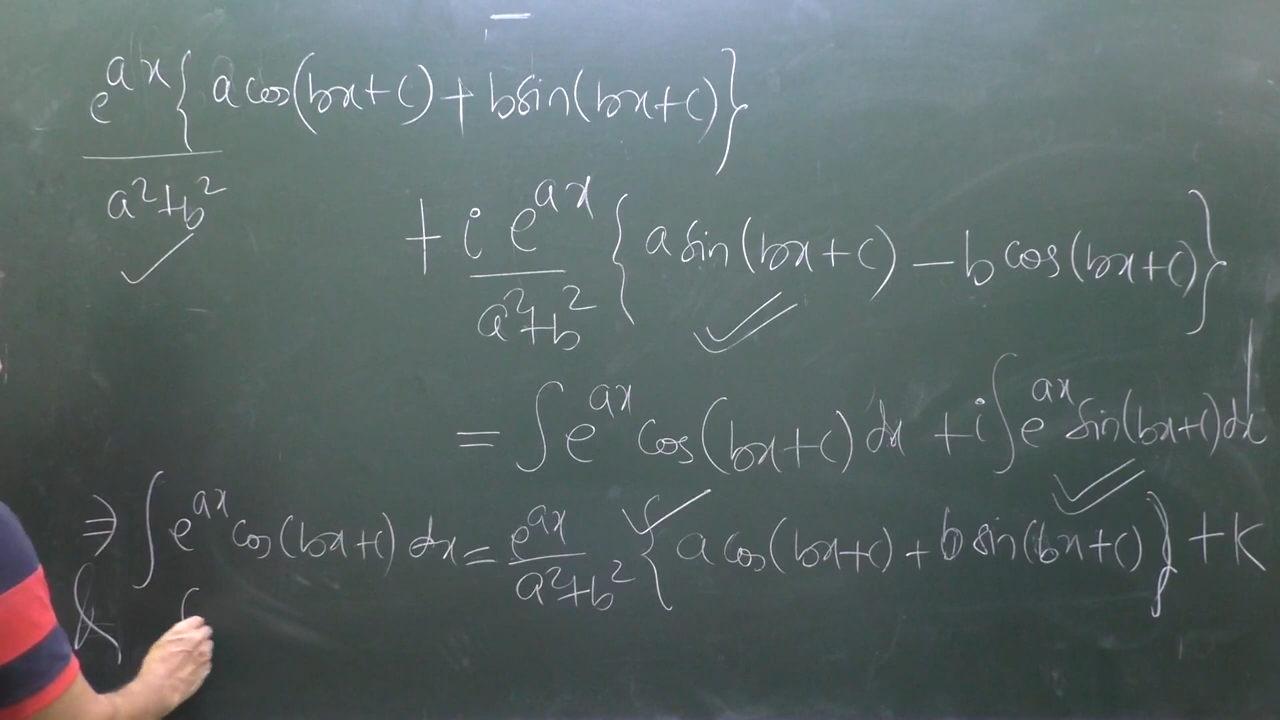 e^{ax}{a cos(bx+c) + b sin(bx+c)}
a²+b²
+ i e^{ax} {a sin(bx+c) − b cos(bx+c)}
a²+b²
= ∫e^{ax} cos(bx+c) dx + i∫e^{ax} sin(bx+c)dx
⇒ ∫e^{ax} cos(bx+c) dx = e^{ax}/a²+b² {a cos(bx+c) + b sin(bx+c)} + K
&